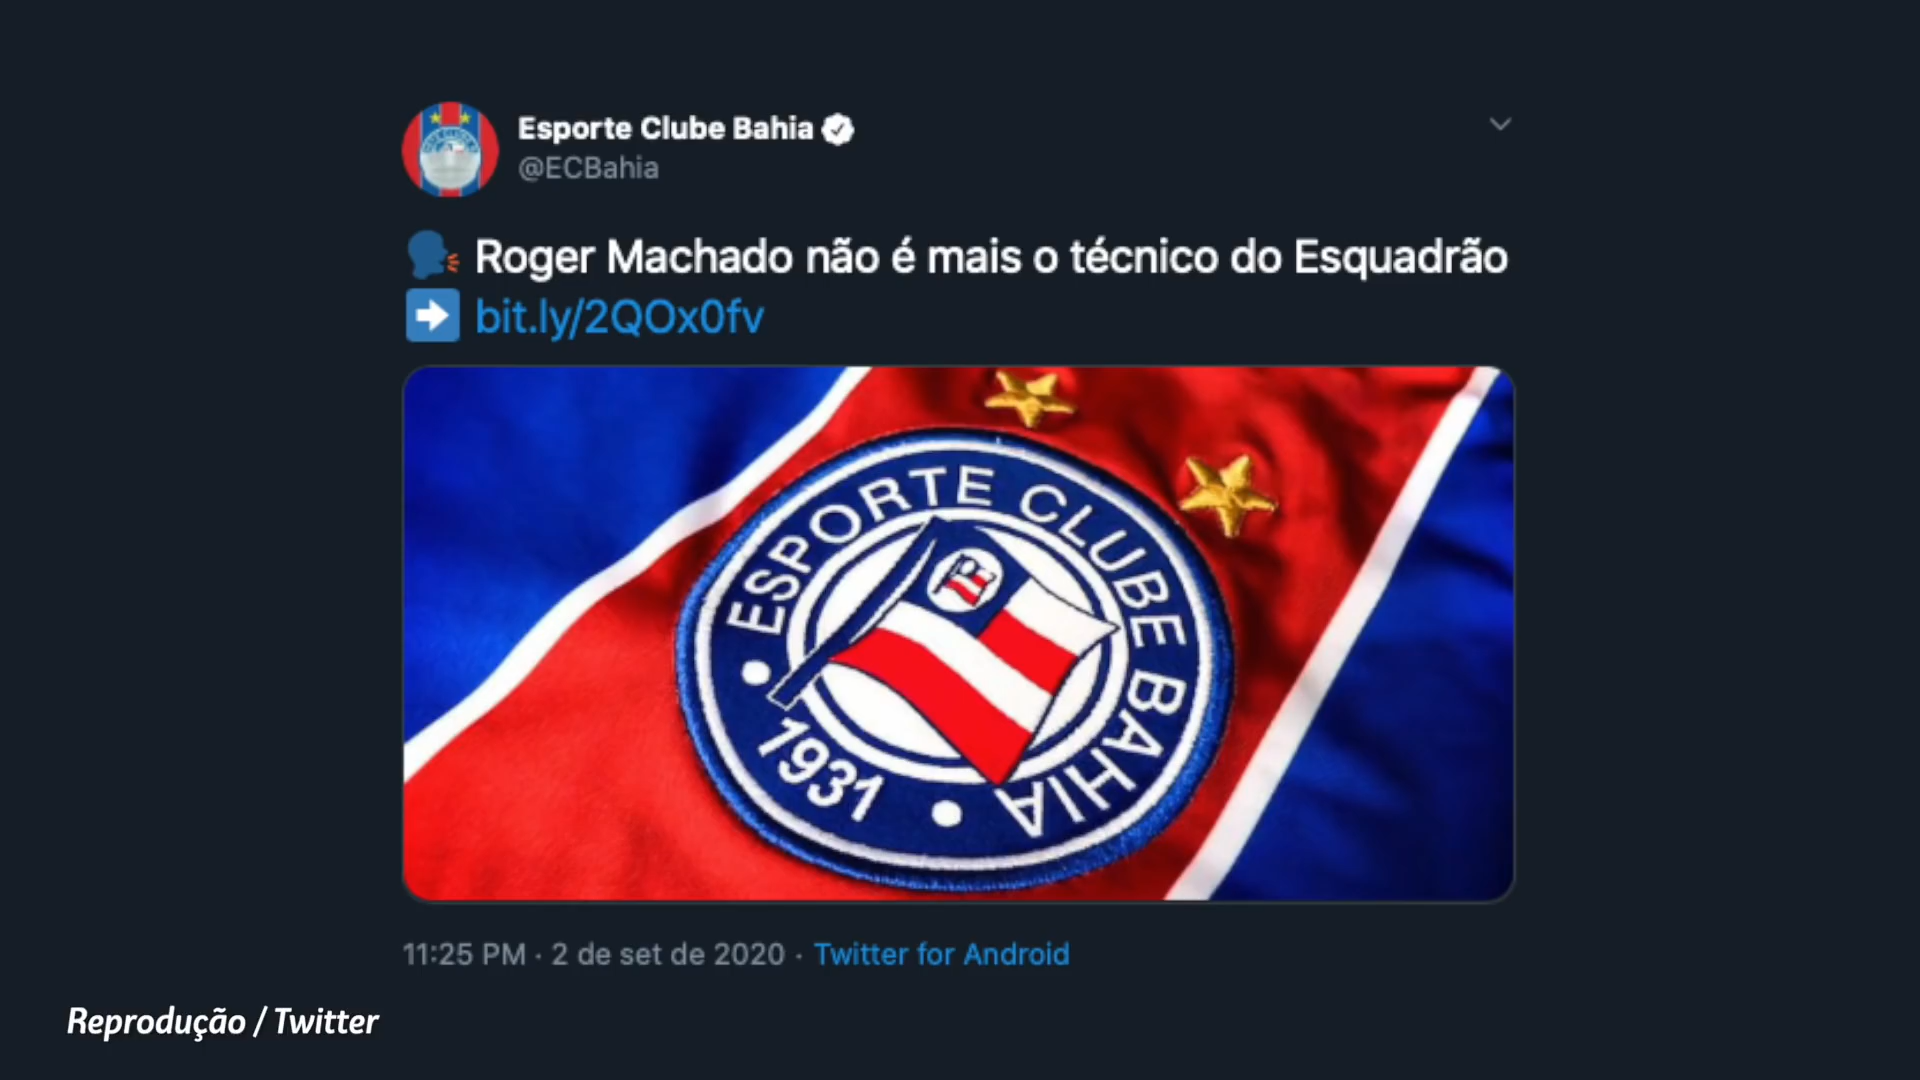 Esporte Clube Bahia
@ECBahia
Roger Machado não é mais o técnico do Esquadrão
bit.ly/2QOx0fv
ESPORTE CLUBE BAHIA
1931
11:25 PM · 2 de set de 2020 · Twitter for Android
Reprodução / Twitter